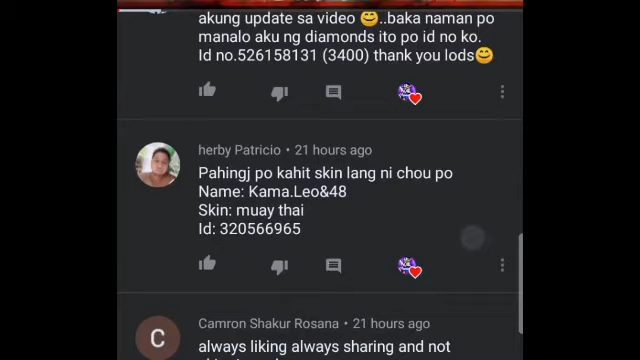 akung update sa video 😊..baka naman po
manalo aku ng diamonds ito po id no ko.
Id no.526158131 (3400) thank you lods😊
herby Patricio • 21 hours ago
Pahingj po kahit skin lang ni chou po
Name: Kama.Leo&48
Skin: muay thai
Id: 320566965
C
Camron Shakur Rosana • 21 hours ago
always liking always sharing and not